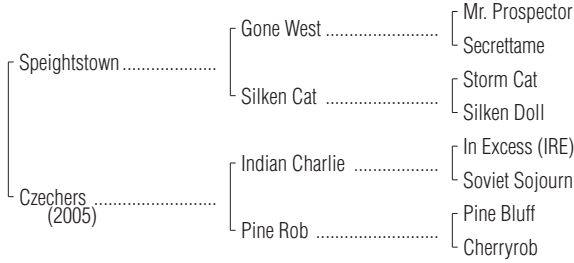 Mr. Prospector
Gone West ........................
Secrettame
Speightstown ....................
Storm Cat
Silken Cat ........................
Silken Doll
In Excess (IRE)
Indian Charlie ..................
Soviet Sojourn
Czechers ..........................
(2005)
Pine Bluff
Pine Rob ..........................
Cherryrob